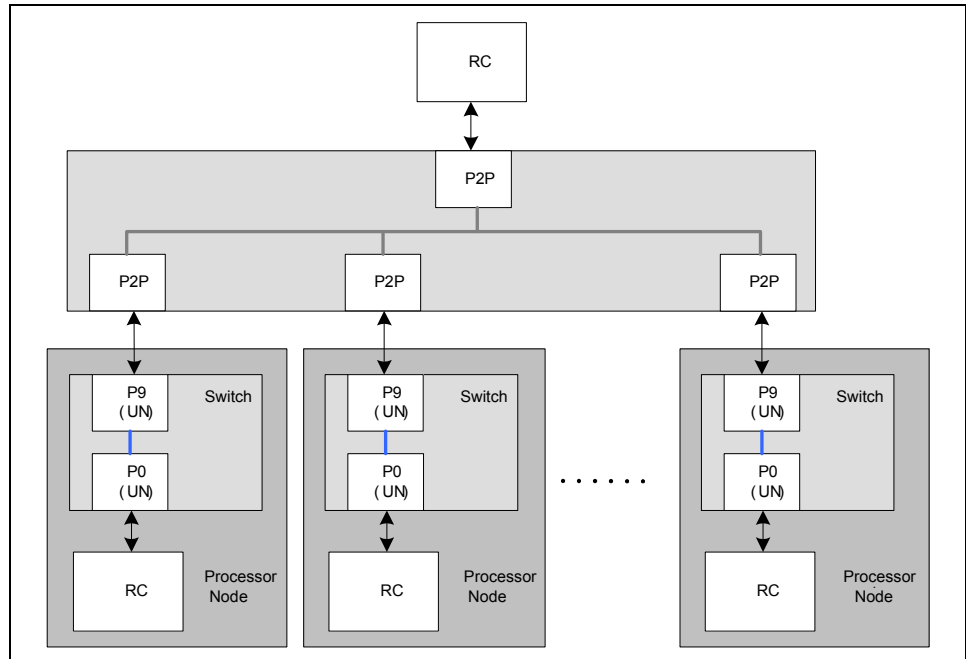 RC
P2P
P2P
P2P
P2P
P9
( UN)
Switch
P0
( UN)
RC
Processor
Node
P9
( UN)
Switch
P0
( UN)
RC
Processor
Node
. . . . . .
P9
( UN)
Switch
P0
( UN)
RC
Processor
Node